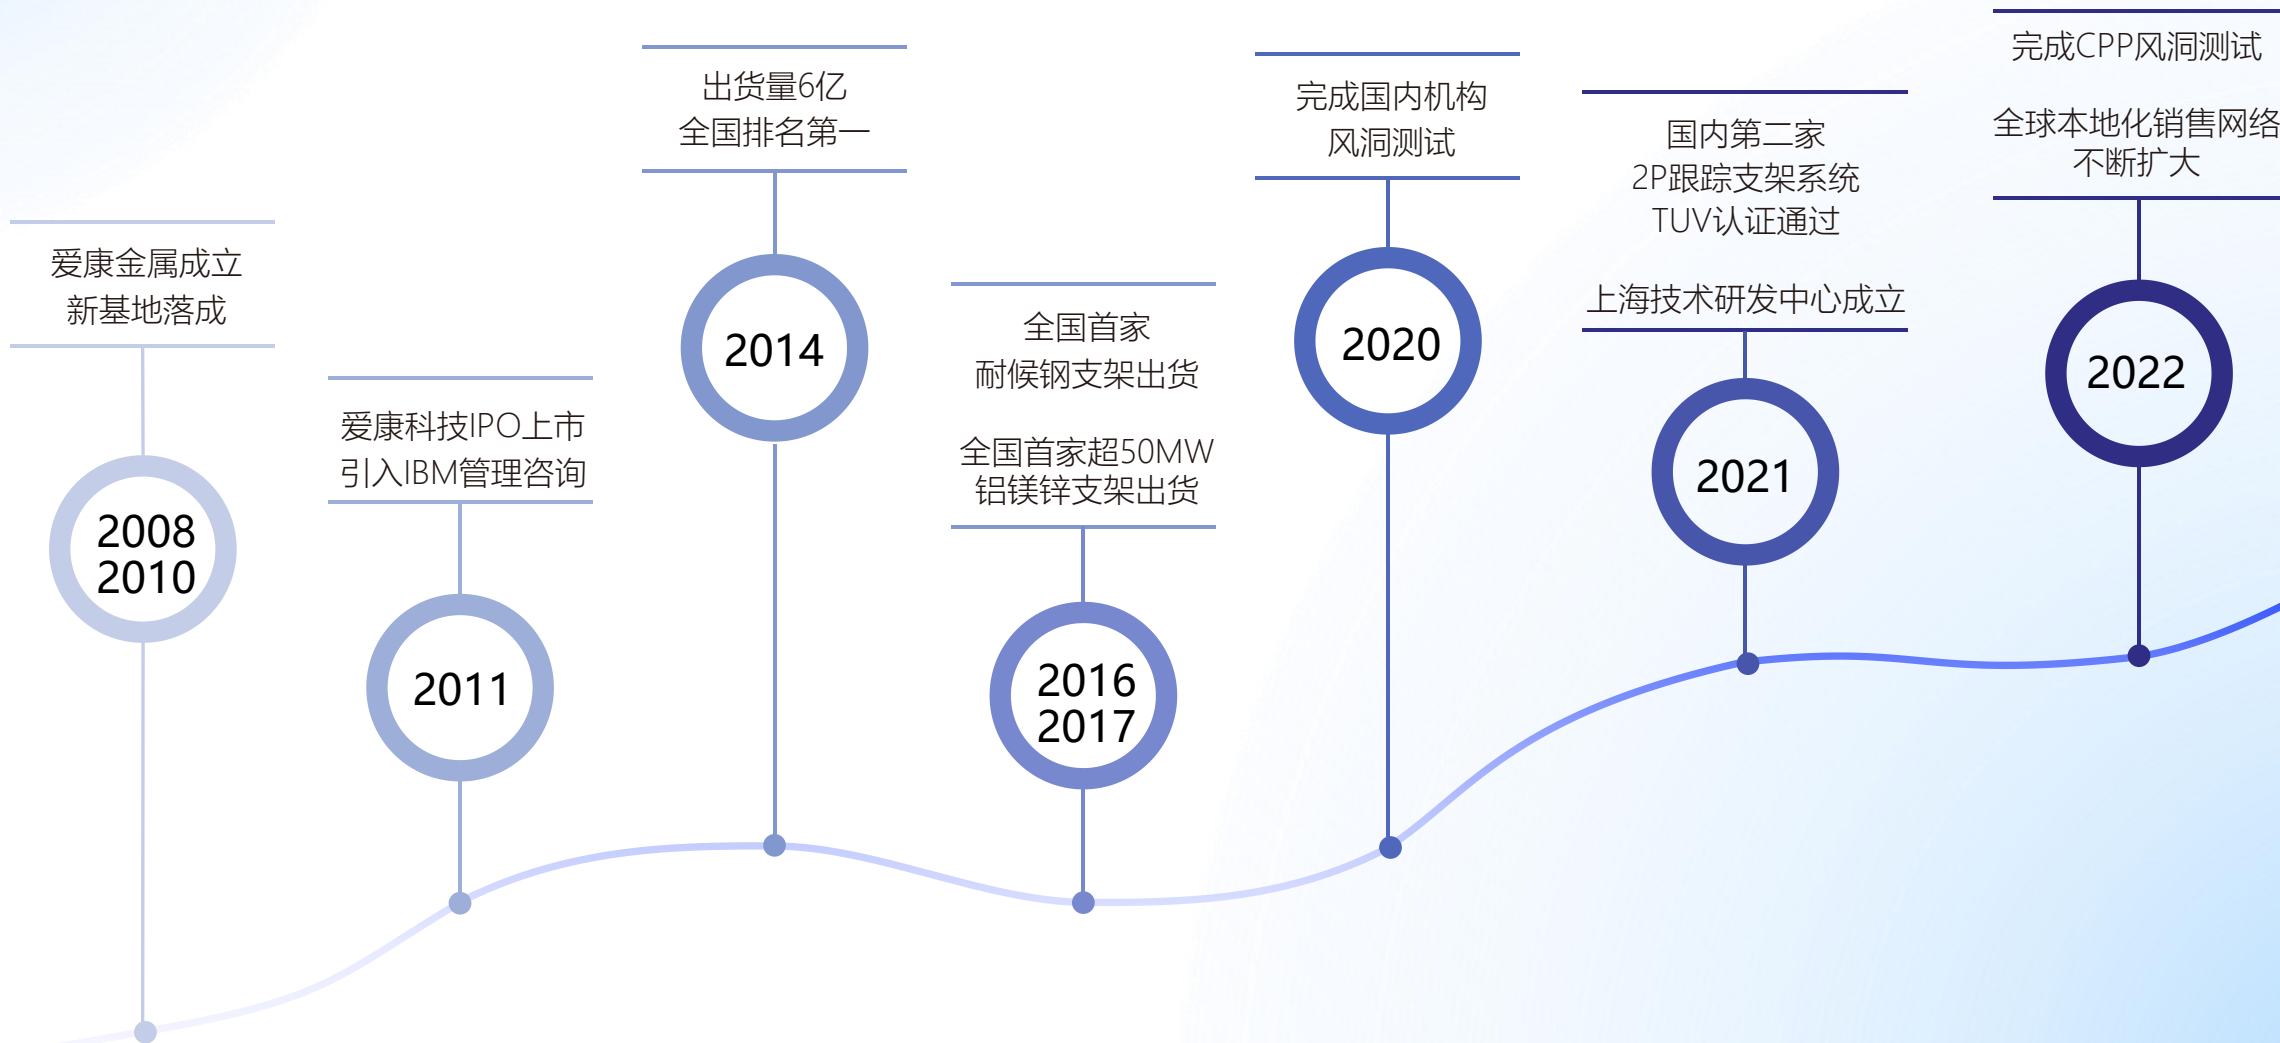 爱康金属成立
新基地落成
2008
2010
爱康科技IPO上市
引入IBM管理咨询
2011
出货量6亿
全国排名第一
2014
全国首家
耐候钢支架出货
全国首家超50MW
铝镁锌支架出货
2016
2017
完成国内机构
风洞测试
2020
国内第二家
2P跟踪支架系统
TUV认证通过
上海技术研发中心成立
2021
完成CPP风洞测试
全球本地化销售网络
不断扩大
2022